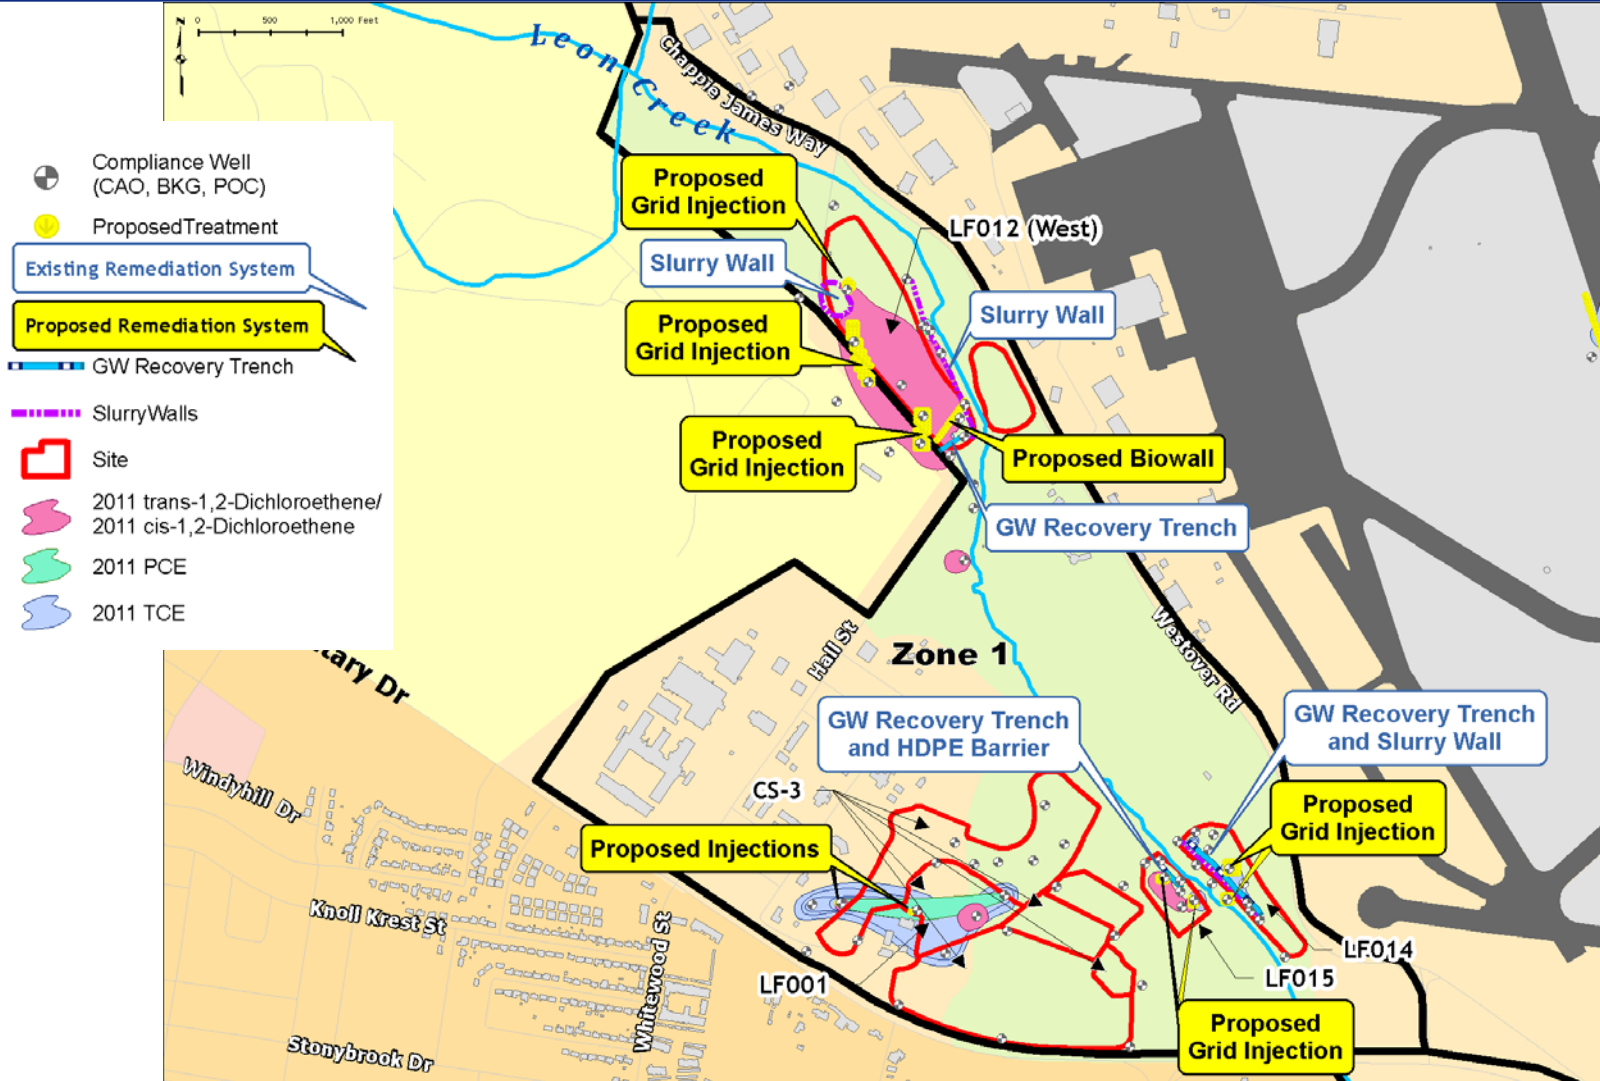 N
0 500 1,000 Feet
Leon Creek
Chappie James Way
Compliance Well
(CAO, BKG, POC)
ProposedTreatment
Existing Remediation System
Proposed Remediation System
GW Recovery Trench
SlurryWalls
Site
2011 trans-1,2-Dichloroethene/
2011 cis-1,2-Dichloroethene
2011 PCE
2011 TCE
Proposed
Grid Injection
LF012 (West)
Slurry Wall
Slurry Wall
Proposed
Grid Injection
Proposed
Grid Injection
Proposed Biowall
GW Recovery Trench
Hall St
Zone 1
Westover Rd
tary Dr
GW Recovery Trench
and HDPE Barrier
GW Recovery Trench
and Slurry Wall
Windyhill Dr
CS-3
Proposed
Grid Injection
Proposed Injections
Knoll Krest St
Whitewood St
LF001
LF014
LF015
Proposed
Grid Injection
Stonybrook Dr